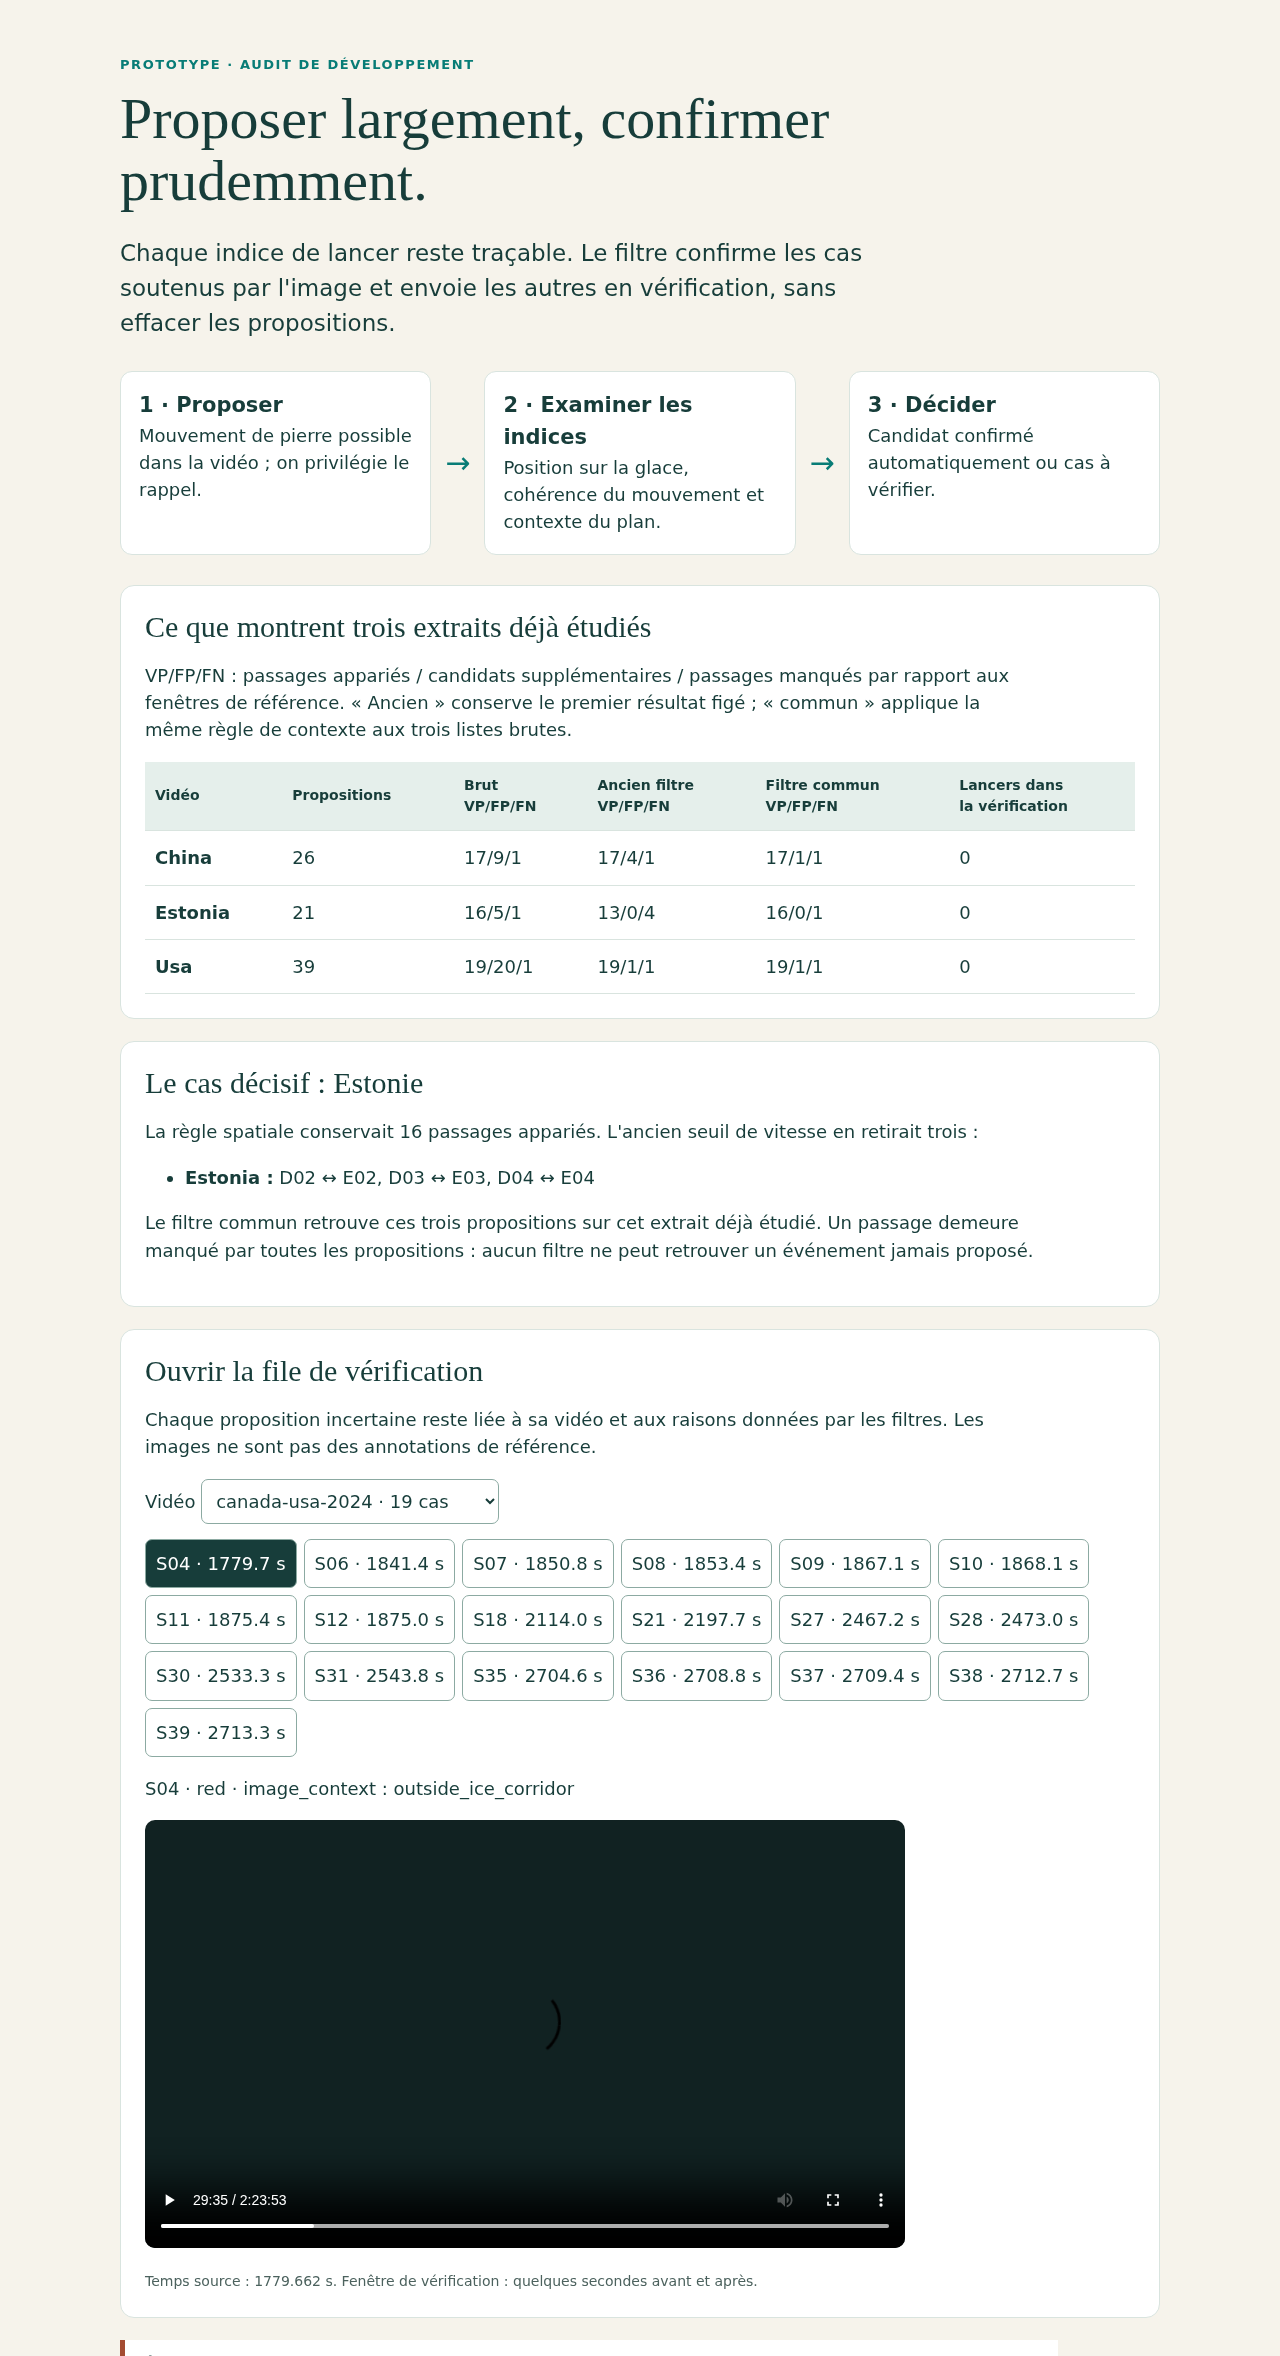 PROTOTYPE · AUDIT DE DÉVELOPPEMENT
Proposer largement, confirmer
prudemment.
Chaque indice de lancer reste traçable. Le filtre confirme les cas
soutenus par l'image et envoie les autres en vérification, sans
effacer les propositions.
1 · Proposer
Mouvement de pierre possible
dans la vidéo ; on privilégie le
rappel.
→
2 · Examiner les
indices
Position sur la glace,
cohérence du mouvement et
contexte du plan.
→
3 · Décider
Candidat confirmé
automatiquement ou cas à
vérifier.
Ce que montrent trois extraits déjà étudiés
VP/FP/FN : passages appariés / candidats supplémentaires / passages manqués par rapport aux
fenêtres de référence. « Ancien » conserve le premier résultat figé ; « commun » applique la
même règle de contexte aux trois listes brutes.
Vidéo Propositions Brut VP/FP/FN Ancien filtre VP/FP/FN Filtre commun VP/FP/FN Lancers dans la vérification
China 26 17/9/1 17/4/1 17/1/1 0
Estonia 21 16/5/1 13/0/4 16/0/1 0
Usa 39 19/20/1 19/1/1 19/1/1 0
Le cas décisif : Estonie
La règle spatiale conservait 16 passages appariés. L'ancien seuil de vitesse en retirait trois :
• Estonia : D02 ↔ E02, D03 ↔ E03, D04 ↔ E04
Le filtre commun retrouve ces trois propositions sur cet extrait déjà étudié. Un passage demeure
manqué par toutes les propositions : aucun filtre ne peut retrouver un événement jamais proposé.
Ouvrir la file de vérification
Chaque proposition incertaine reste liée à sa vidéo et aux raisons données par les filtres. Les
images ne sont pas des annotations de référence.
Vidéo canada-usa-2024 · 19 cas
S04 · 1779.7 s S06 · 1841.4 s S07 · 1850.8 s S08 · 1853.4 s S09 · 1867.1 s S10 · 1868.1 s
S11 · 1875.4 s S12 · 1875.0 s S18 · 2114.0 s S21 · 2197.7 s S27 · 2467.2 s S28 · 2473.0 s
S30 · 2533.3 s S31 · 2543.8 s S35 · 2704.6 s S36 · 2708.8 s S37 · 2709.4 s S38 · 2712.7 s
S39 · 2713.3 s
S04 · red · image_context : outside_ice_corridor
29:35 / 2:23:53
Temps source : 1779.662 s. Fenêtre de vérification : quelques secondes avant et après.